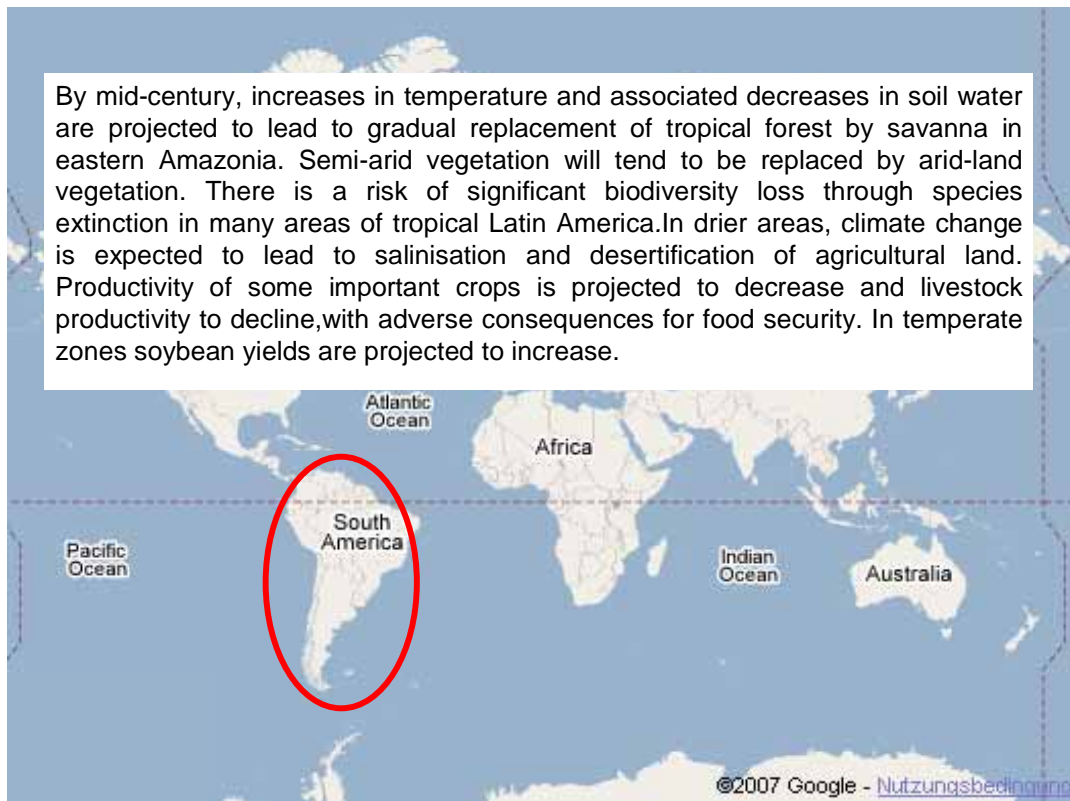 By mid-century, increases in temperature and associated decreases in soil water
are projected to lead to gradual replacement of tropical forest by savanna in
eastern Amazonia. Semi-arid vegetation will tend to be replaced by arid-land
vegetation. There is a risk of significant biodiversity loss through species
extinction in many areas of tropical Latin America.In drier areas, climate change
is expected to lead to salinisation and desertification of agricultural land.
Productivity of some important crops is projected to decrease and livestock
productivity to decline,with adverse consequences for food security. In temperate
zones soybean yields are projected to increase.
Atlantic
Ocean
Africa
South
America
Pacific
Ocean
Indian
Ocean
Australia
©2007 Google - Nutzungsbedingung